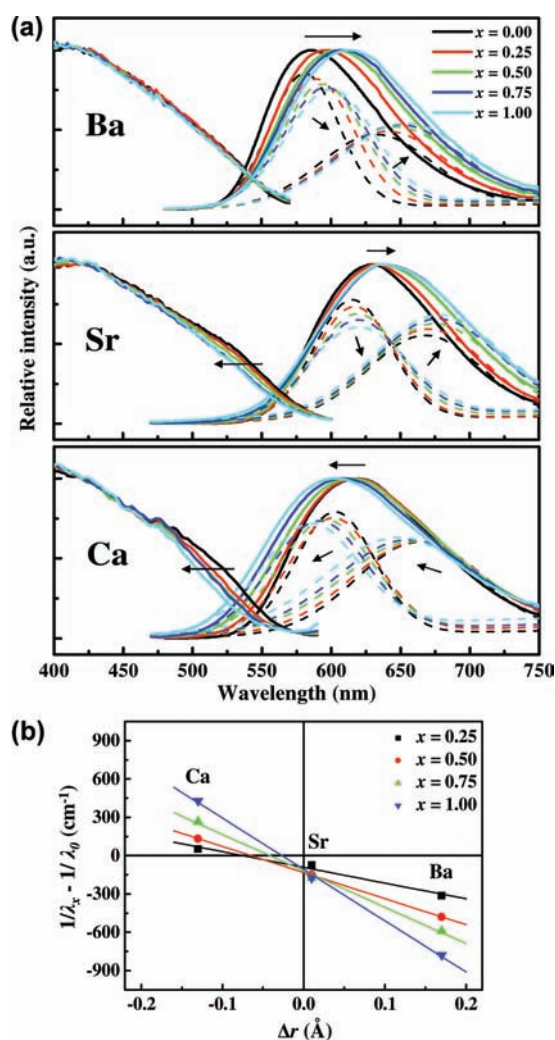 (a)
x = 0.00
x = 0.25
x = 0.50
x = 0.75
x = 1.00
Ba
Sr
Ca
Relative intensity (a.u.)
400 450 500 550 600 650 700 750
Wavelength (nm)
(b)
900
600
300
0
-300
-600
-900
1/λx - 1/λ0 (cm-1)
x = 0.25
x = 0.50
x = 0.75
x = 1.00
Ca
Sr
Ba
-0.2 -0.1 0.0 0.1 0.2
Δr (Å)